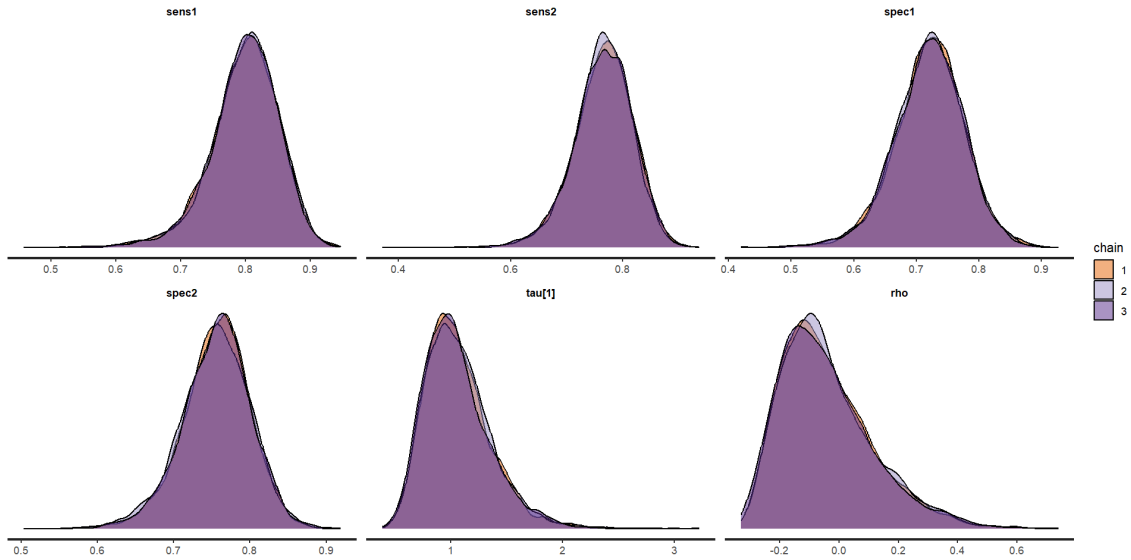 sens1 sens2 spec1
0.5 0.6 0.7 0.8 0.9 0.4 0.6 0.8 0.4 0.5 0.6 0.7 0.8 0.9
chain
1
2
3
spec2 tau[1] rho
0.5 0.6 0.7 0.8 0.9 1 2 3 -0.2 0.0 0.2 0.4 0.6